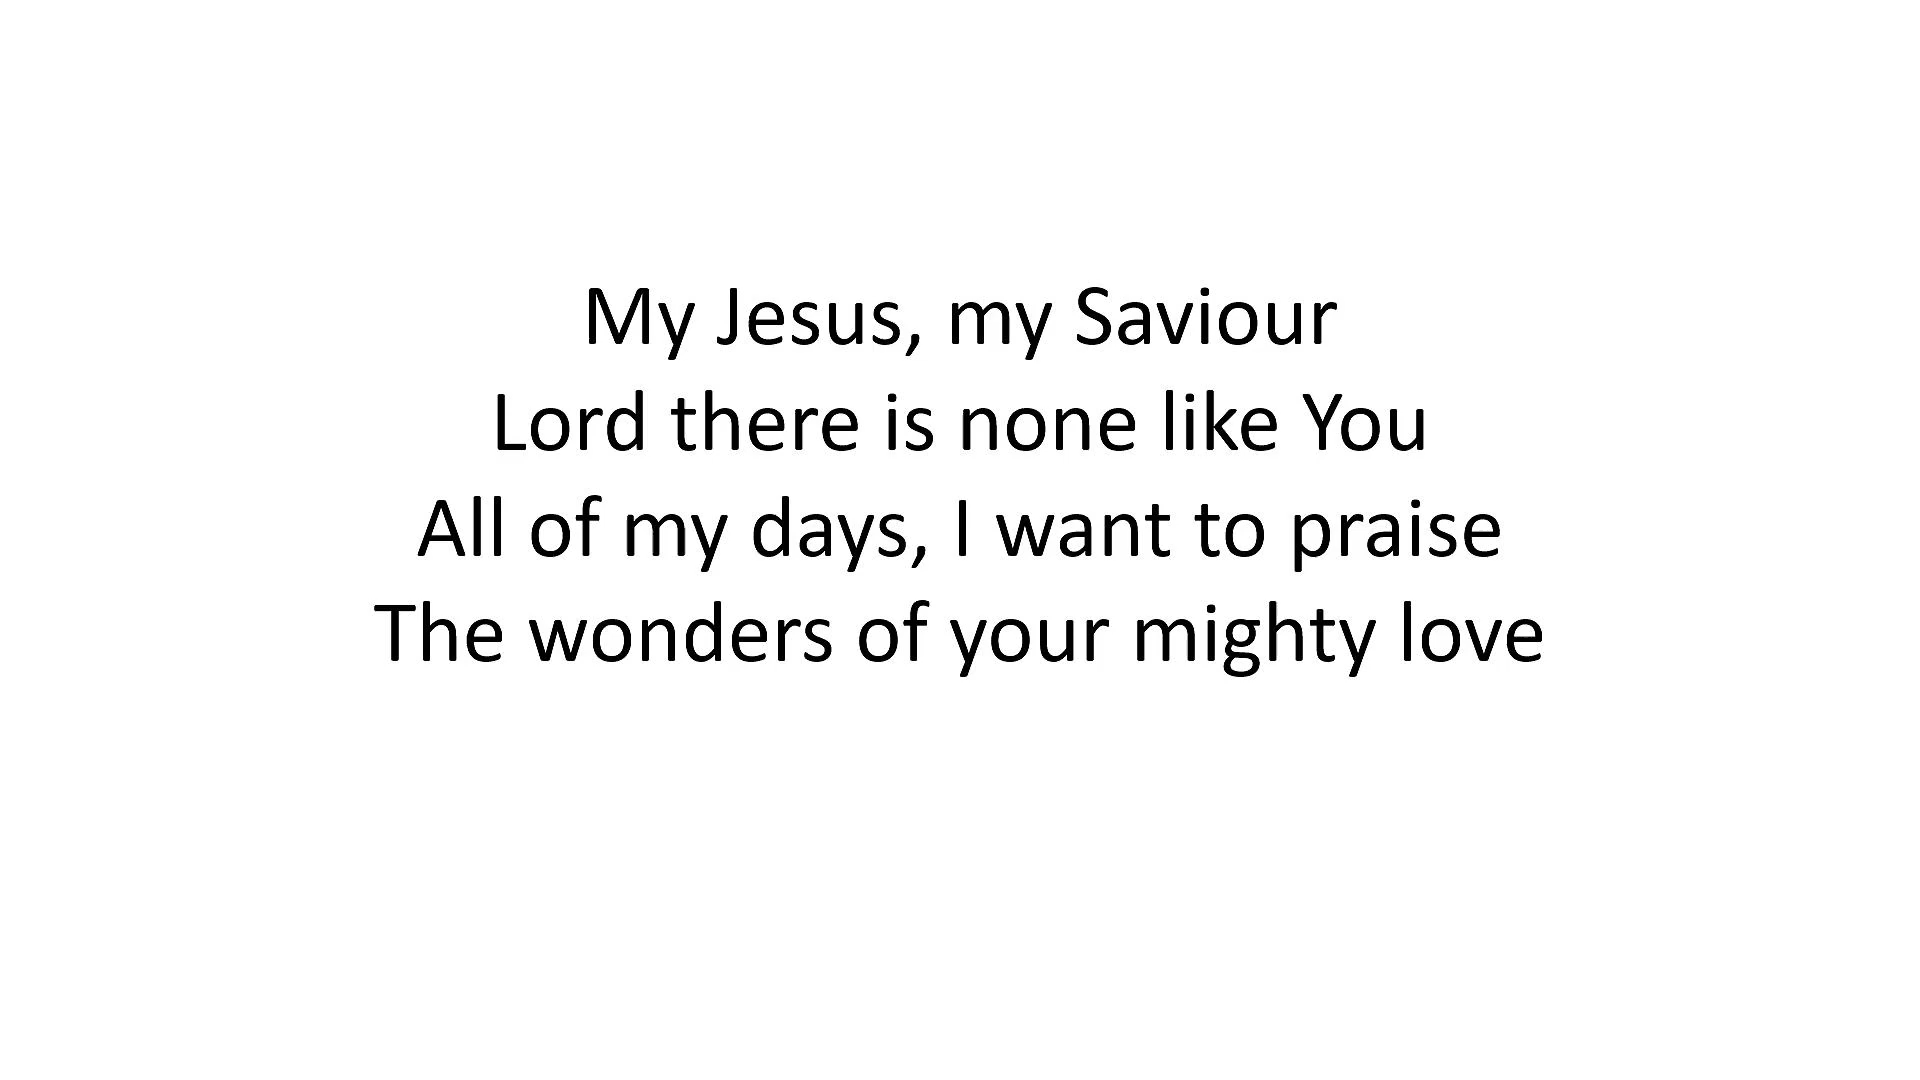 My Jesus, my Saviour
Lord there is none like You
All of my days, I want to praise
The wonders of your mighty love